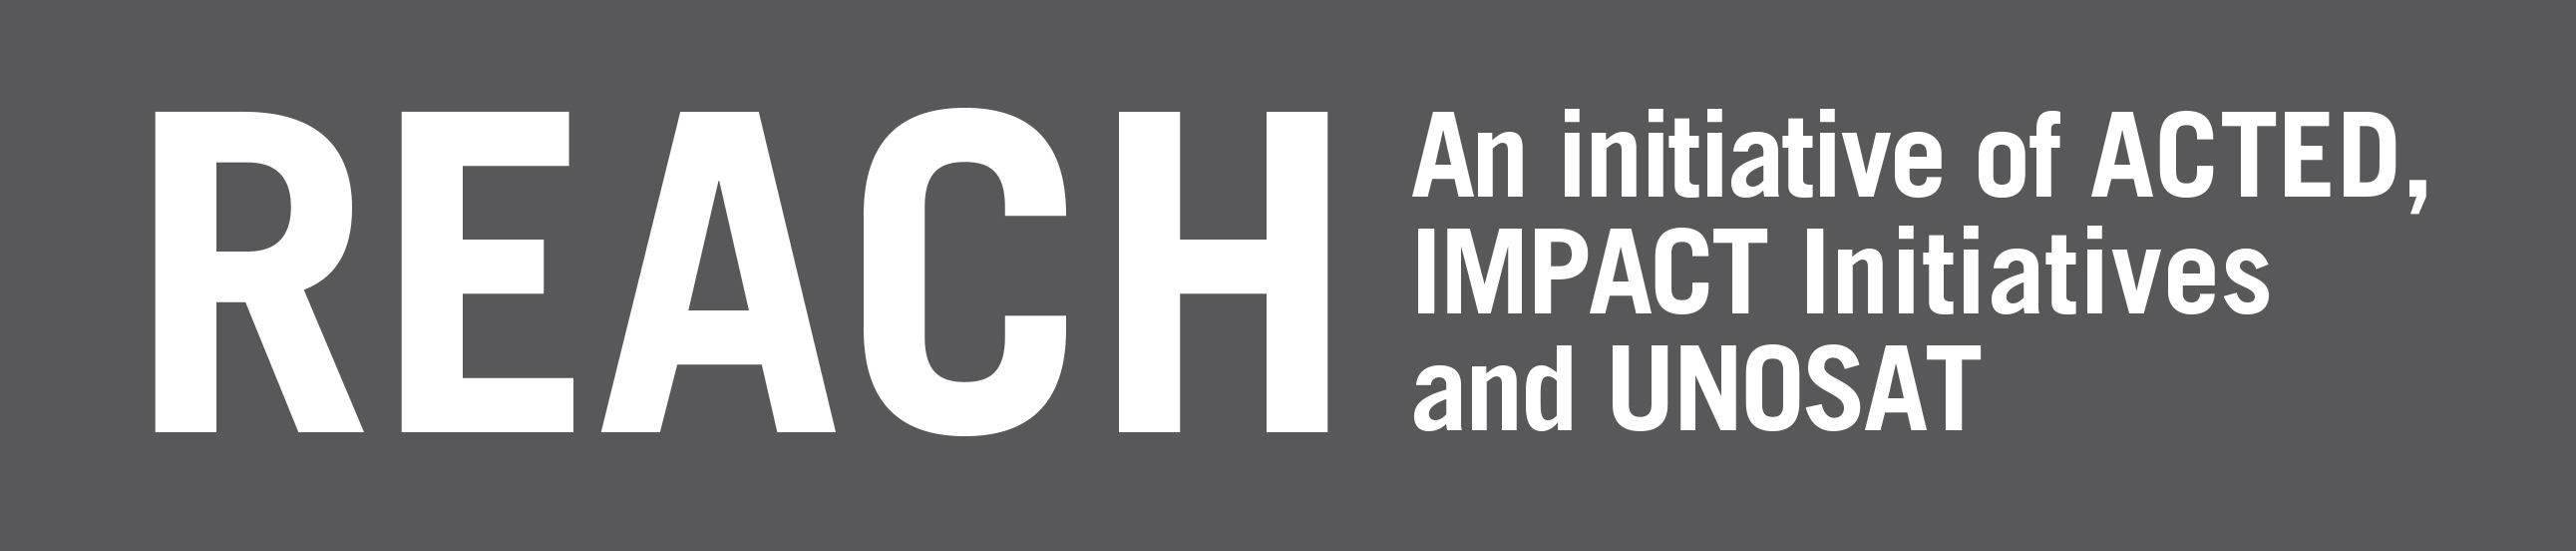 REACH
An initiative of ACTED,
IMPACT Initiatives
and UNOSAT